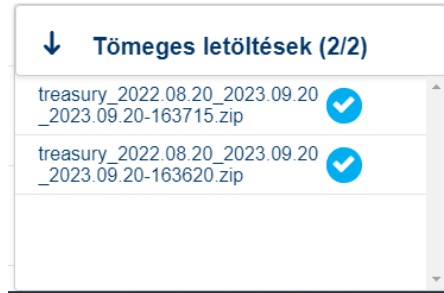 Tömeges letöltések (2/2)
treasury_2022.08.20_2023.09.20
_2023.09.20-163715.zip
treasury_2022.08.20_2023.09.20
_2023.09.20-163620.zip